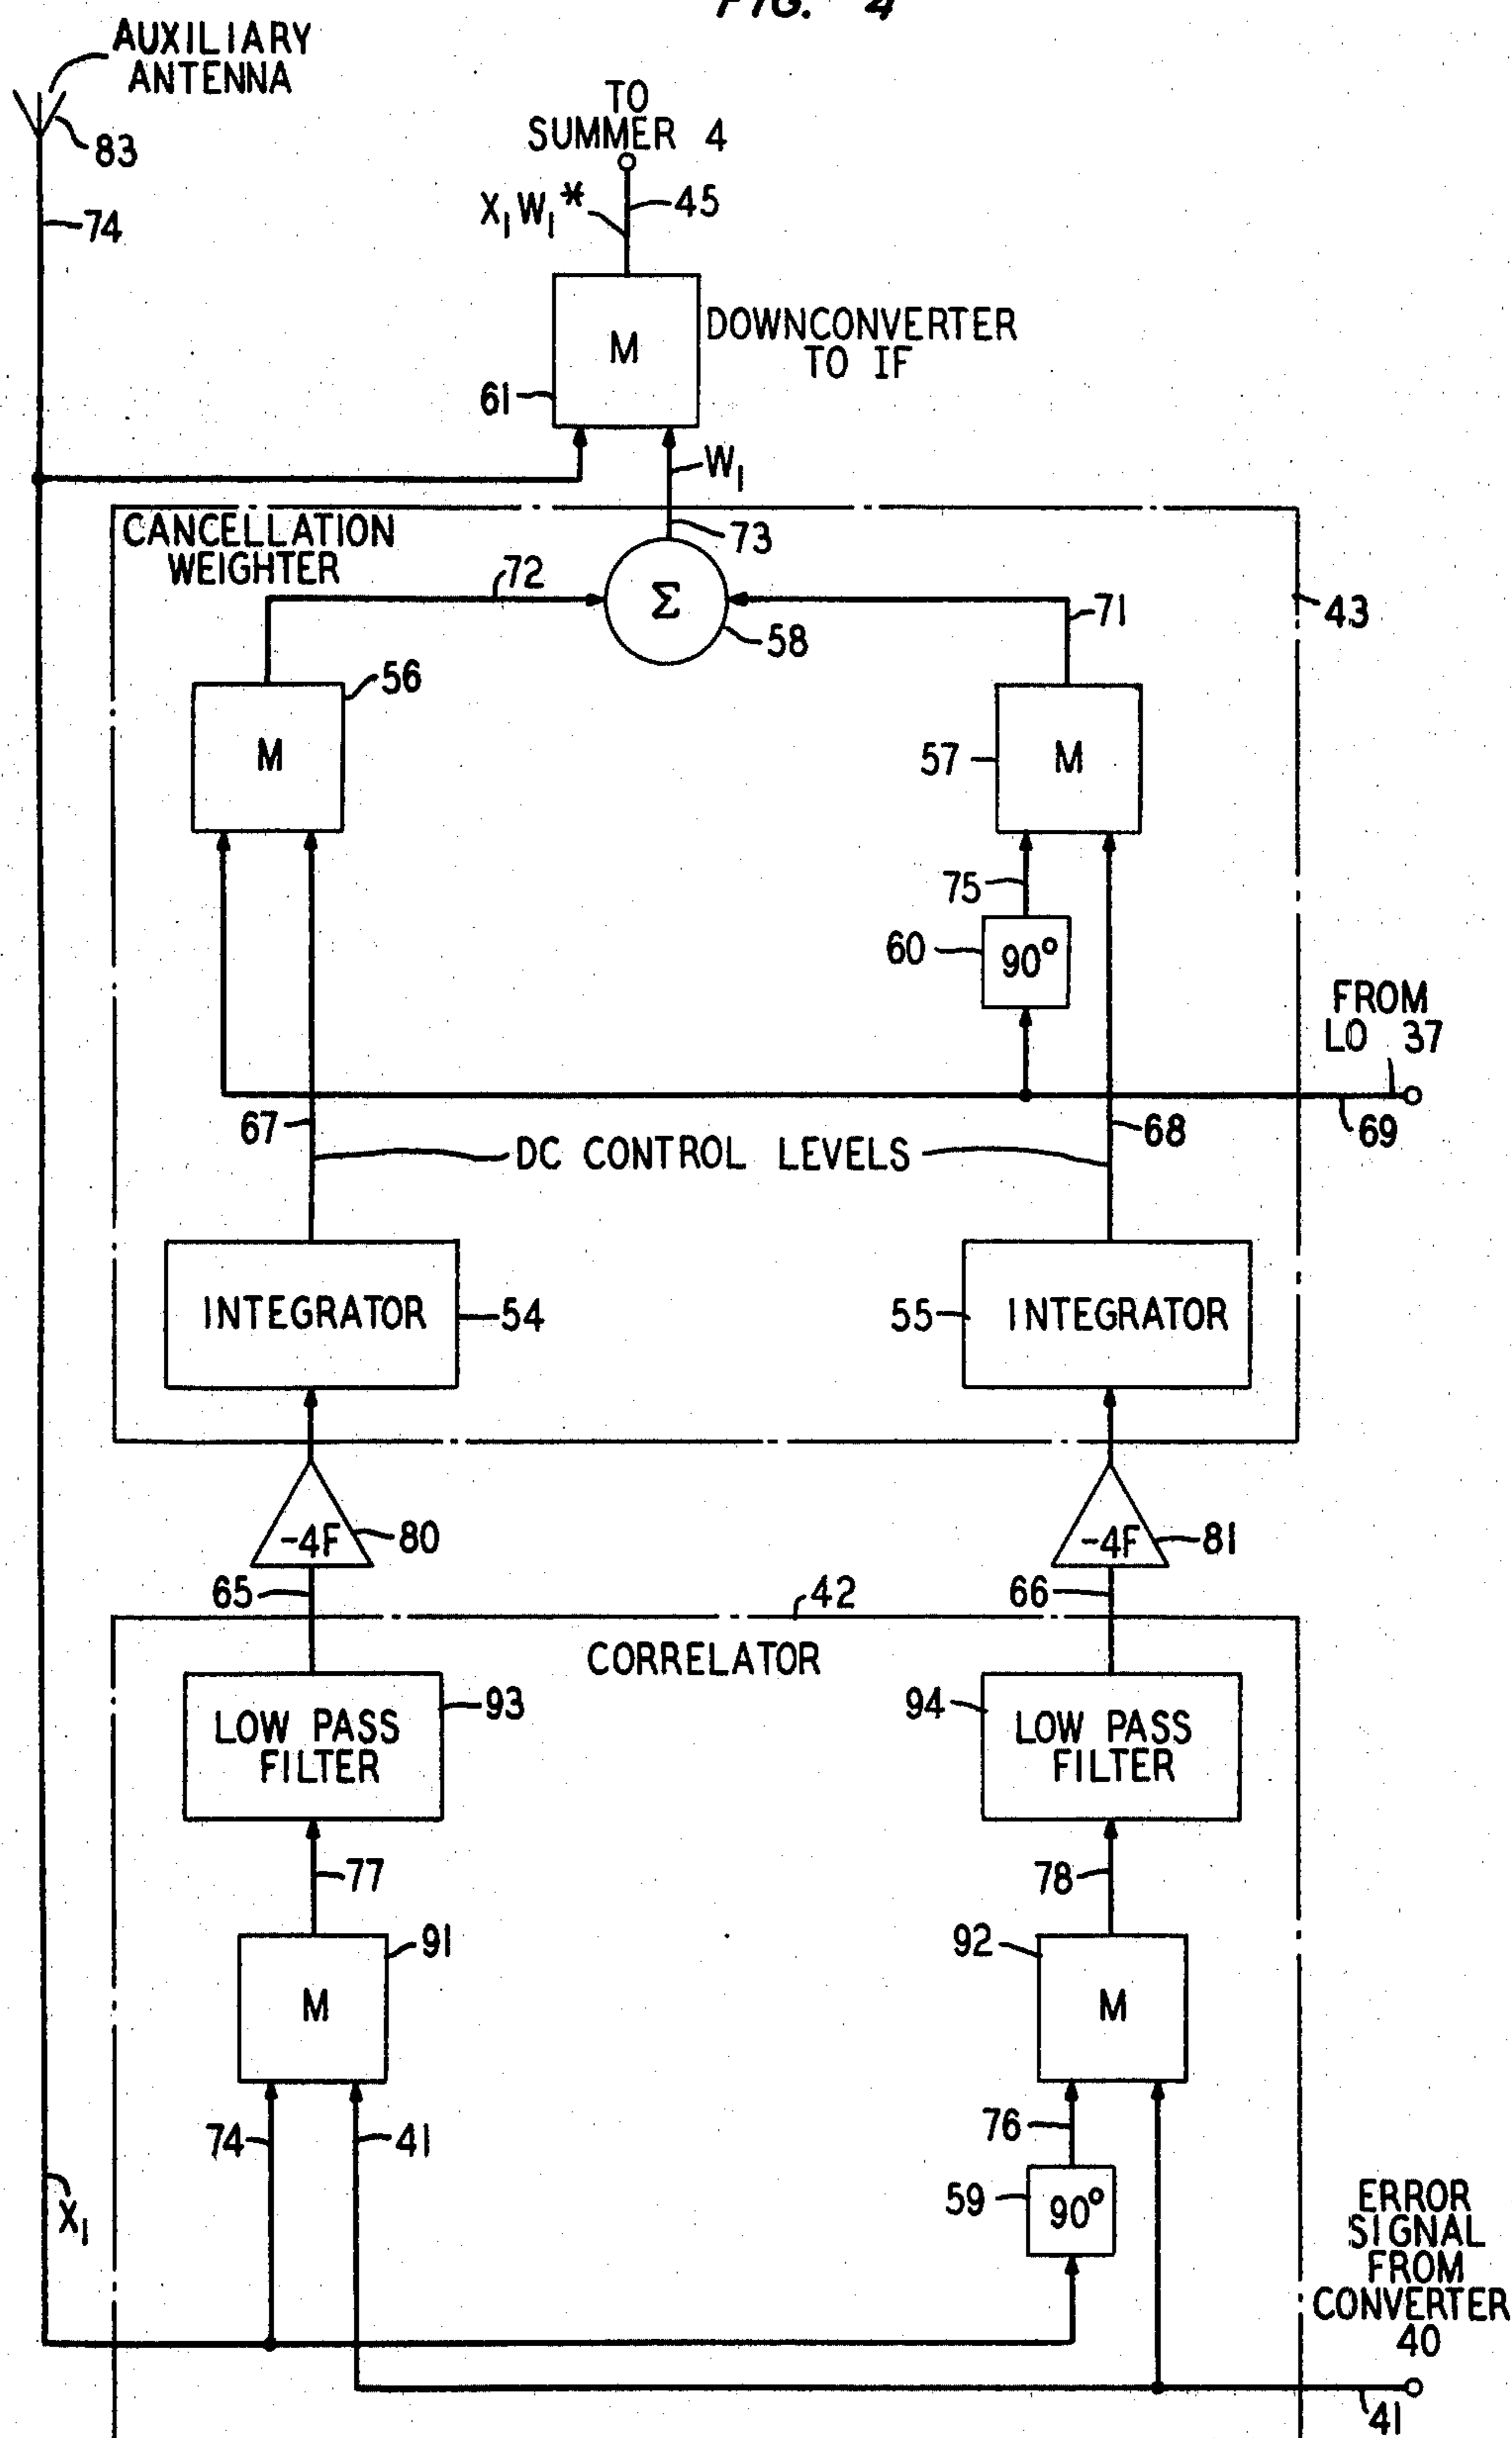 FIG. 4
AUXILIARY
ANTENNA
83
74
TO
SUMMER 4
X₁W₁*
45
M
DOWNCONVERTER
TO IF
61
W₁
CANCELLATION
WEIGHTER
73
72
Σ
58
71
43
56
M
57
M
75
60
90°
FROM
LO 37
67
DC CONTROL LEVELS
68
69
INTEGRATOR
54
55
INTEGRATOR
-4F
80
-4F
81
65
42
66
CORRELATOR
LOW PASS
FILTER
93
94
LOW PASS
FILTER
77
78
91
M
92
M
74
41
76
59
90°
X₁
ERROR
SIGNAL
FROM
CONVERTER
40
41